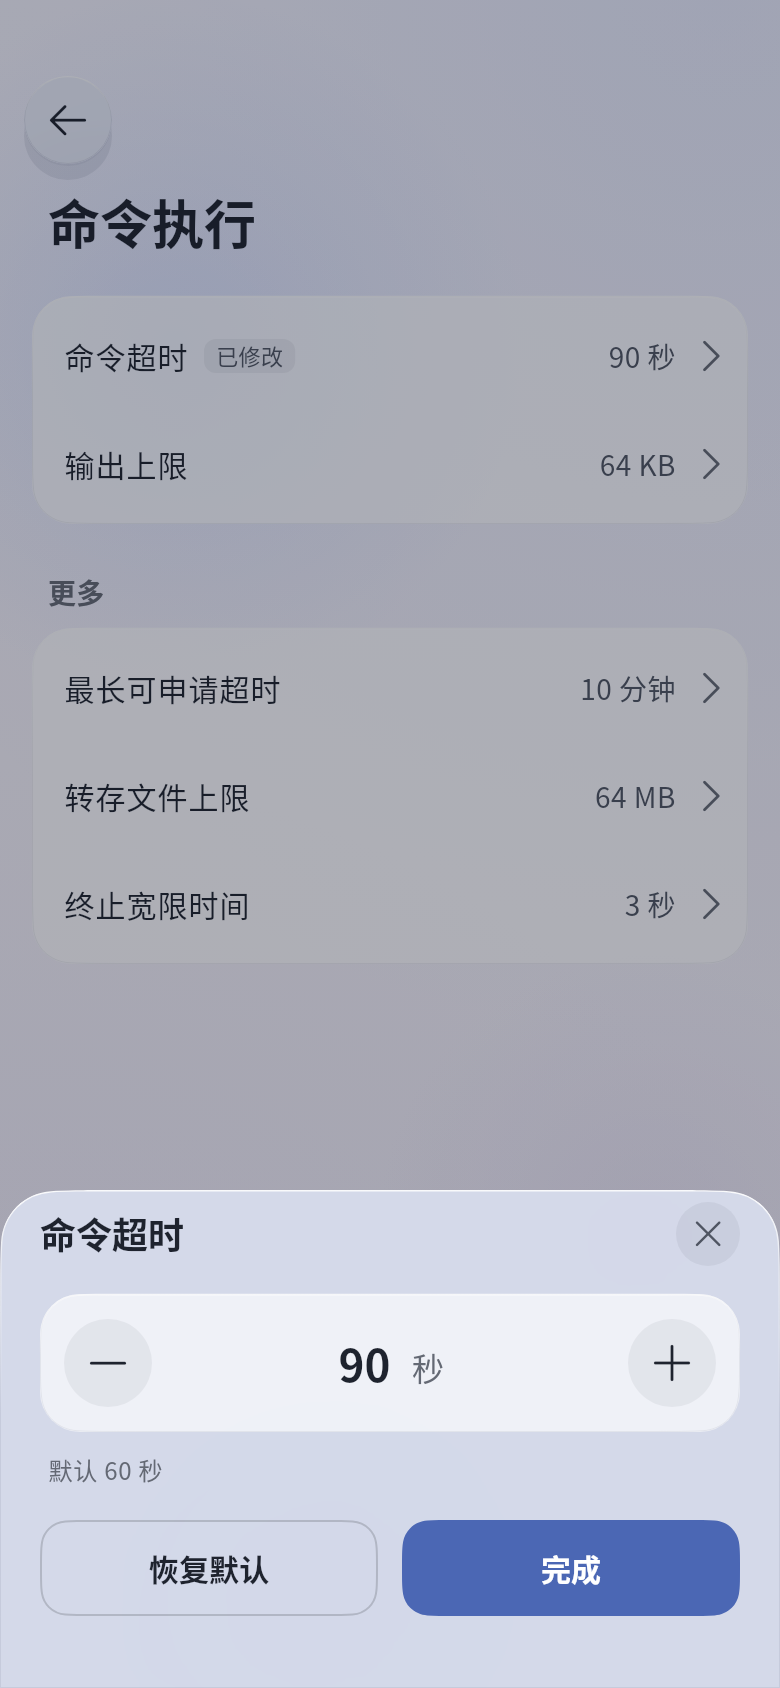 命令执行
命令超时 已修改 90 秒
输出上限 64 KB
更多
最长可申请超时 10 分钟
转存文件上限 64 MB
终止宽限时间 3 秒
命令超时
90 秒
默认 60 秒
恢复默认 完成